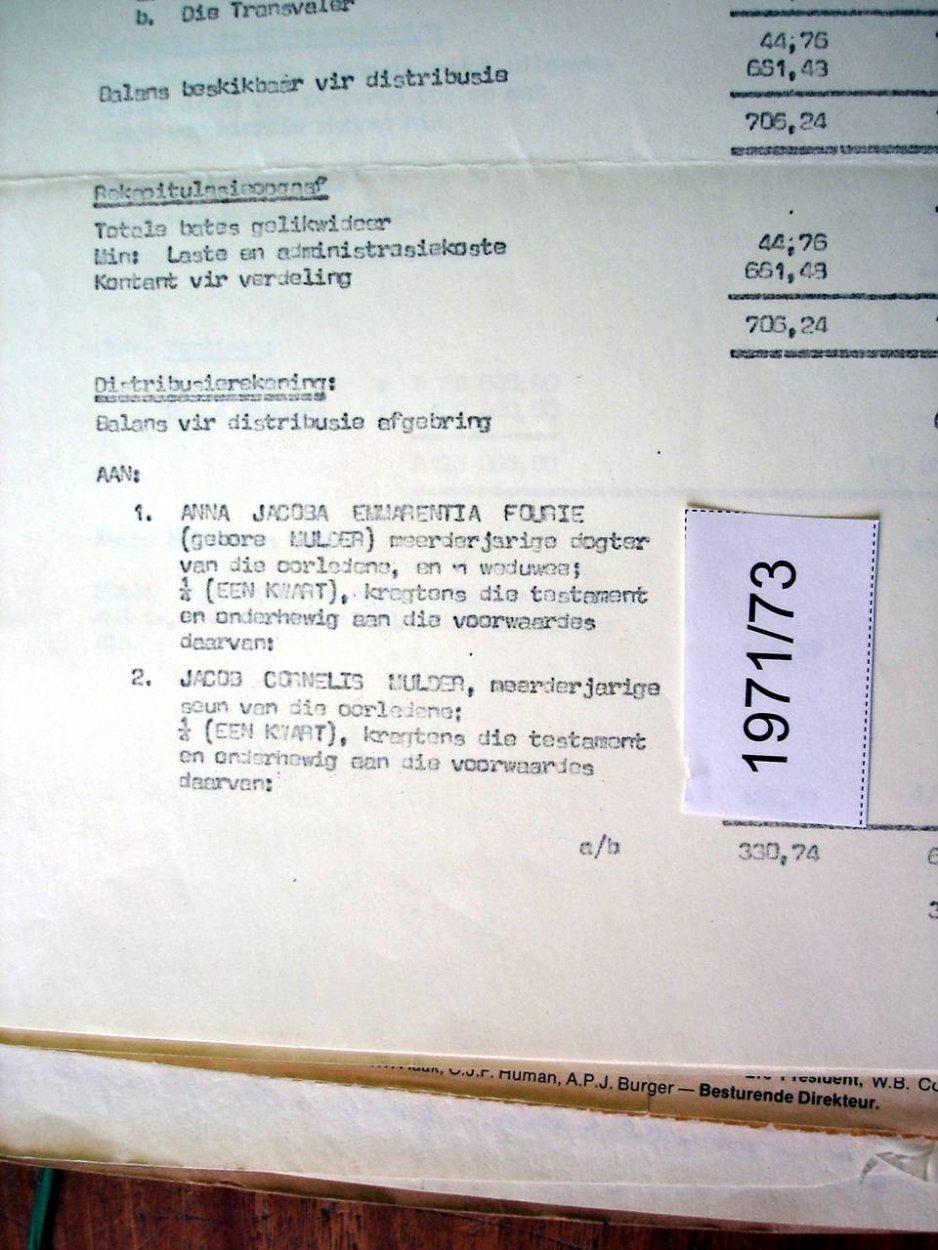 b. Die Transvaler
44;76
Balans beskikbaar vir distribusie 661,48
706,24
Rekapitulasieopgaaf
Totale bates gelikwideer
Min: Laste en administrasiekoste 44;76
Kontant vir verdeling 661,48
706,24
Distribusierekening:
Balans vir distribusie afgebring
AAN:
1. ANNA JACOBA EMMARENTIA FOURIE
(gebore MULDER) meerderjarige dogter
van die oorledene, en 'n weduwee;
¼ (EEN KWART), kragtens die testament
en onderhewig aan die voorwaardes
daarvan:
2. JACOB CORNELIS MULDER, meerderjarige
seun van die oorledene;
¼ (EEN KWART), kragtens die testament
en onderhewig aan die voorwaardes
daarvan:
1971/73
a/b 330,74
C.J.F. Human, A.P.J. Burger — Besturende Direkteur.
President, W.B.